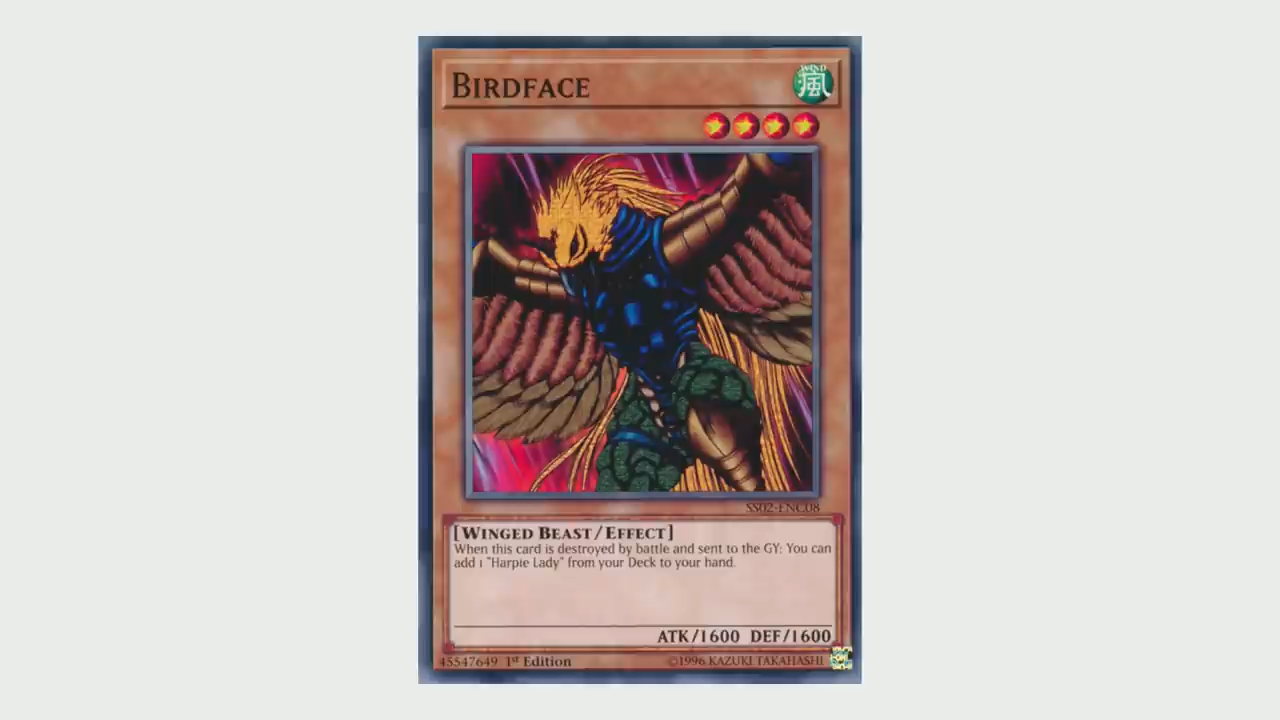 BIRDFACE
WIND
風
SS02-ENC08
[WINGED BEAST/EFFECT]
When this card is destroyed by battle and sent to the GY: You can
add 1 "Harpie Lady" from your Deck to your hand.
ATK/1600 DEF/1600
45547649 1st Edition
©1996 KAZUKI TAKAHASHI